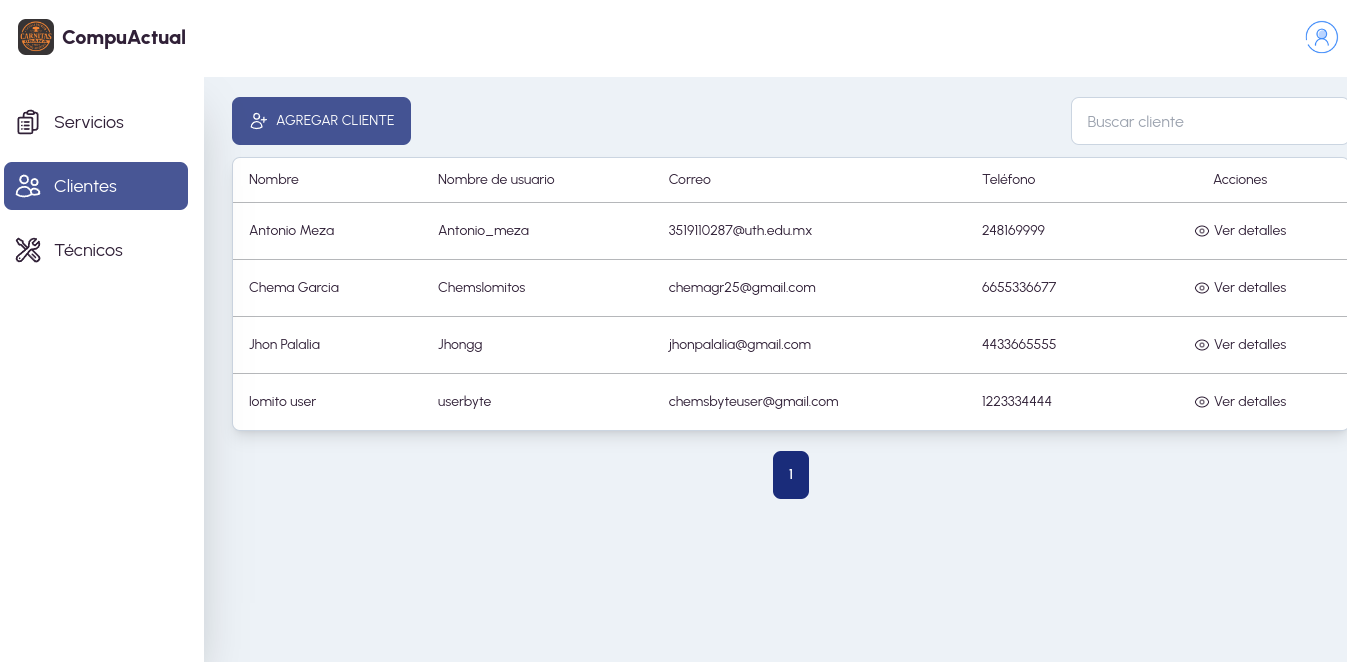 CARNITAS
CompuActual
Servicios
Clientes
Técnicos
AGREGAR CLIENTE
Buscar cliente
Nombre Nombre de usuario Correo Teléfono Acciones
Antonio Meza Antonio_meza 3519110287@uth.edu.mx 248169999 Ver detalles
Chema Garcia Chemslomitos chemagr25@gmail.com 6655336677 Ver detalles
Jhon Palalia Jhongg jhonpalalia@gmail.com 4433665555 Ver detalles
lomito user userbyte chemsbyteuser@gmail.com 1223334444 Ver detalles
1